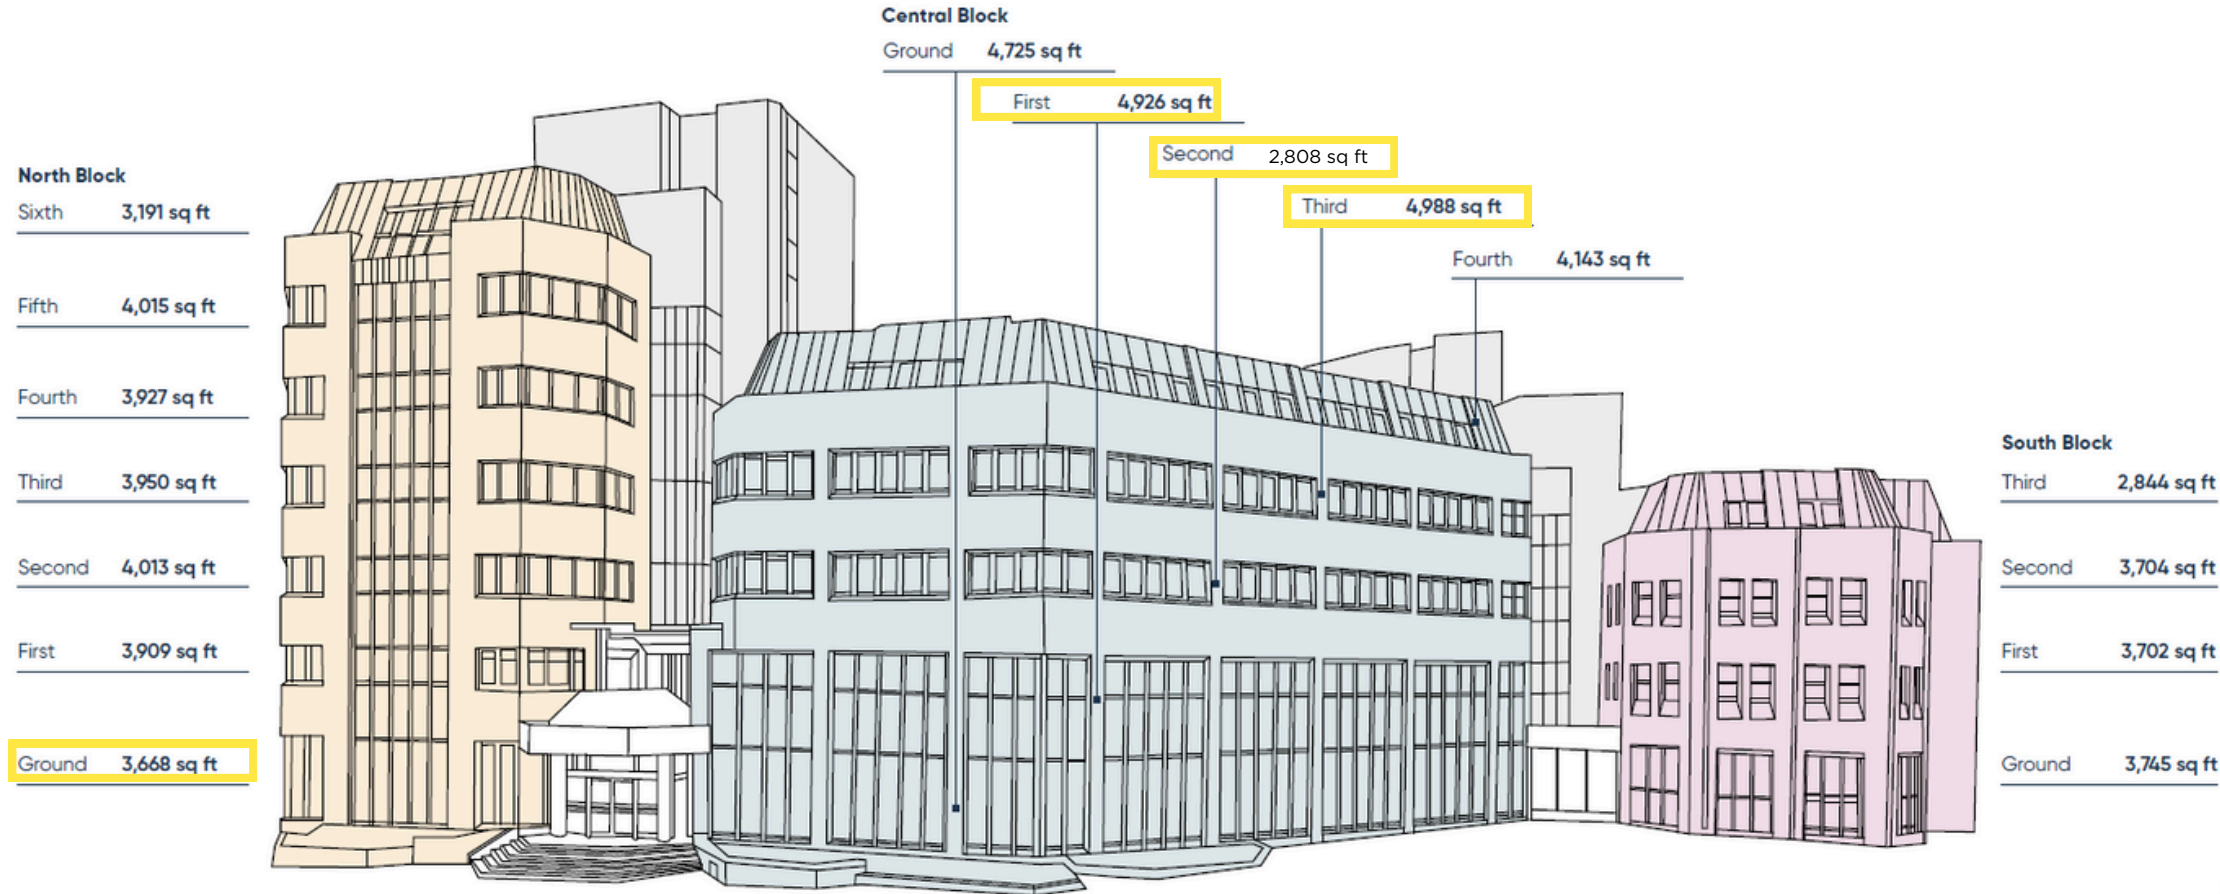 Central Block
Ground 4,725 sq ft
First 4,926 sq ft
Second 2,808 sq ft
Third 4,988 sq ft
Fourth 4,143 sq ft
North Block
Sixth 3,191 sq ft
Fifth 4,015 sq ft
Fourth 3,927 sq ft
Third 3,950 sq ft
Second 4,013 sq ft
First 3,909 sq ft
Ground 3,668 sq ft
South Block
Third 2,844 sq ft
Second 3,704 sq ft
First 3,702 sq ft
Ground 3,745 sq ft